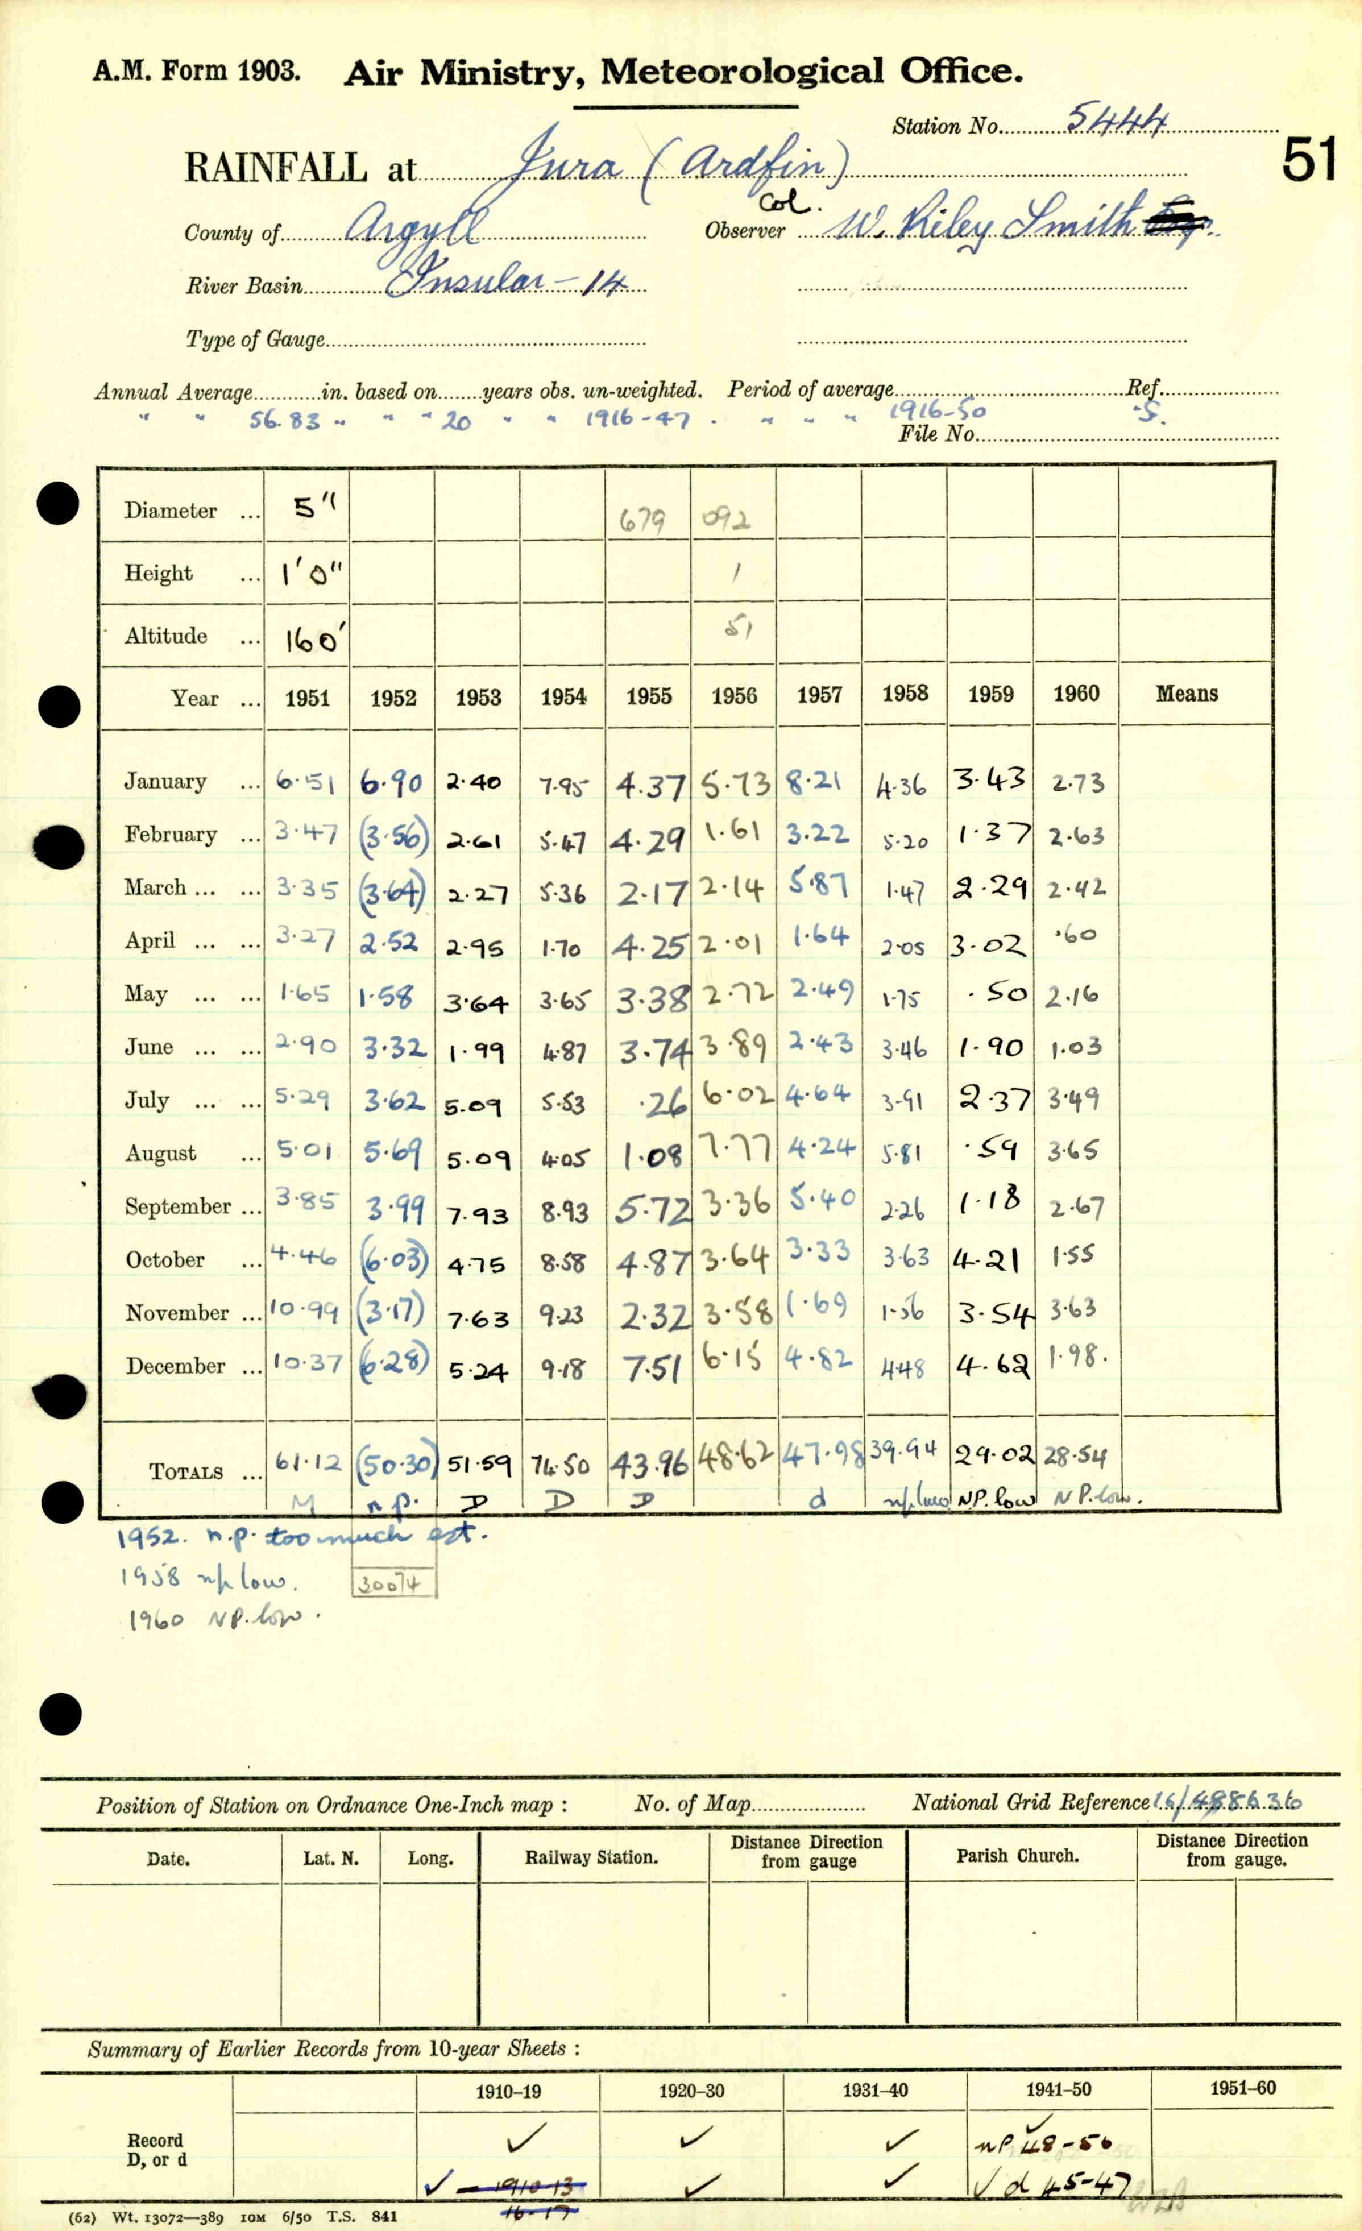 A.M. Form 1903. Air Ministry, Meteorological Office.
Station No. 5444
51
RAINFALL at Jura (Ardfin)
Col.
County of Argyll Observer W. Riley Smith
River Basin Insular - 14
Type of Gauge
Annual Average in. based on years obs. un-weighted. Period of average Ref.
" " 56.83 " " " 20 " " 1916-47 . " " " 1916-50 S.
File No.
Diameter ... 5" 679 092
Height ... 1'0" 1
Altitude ... 160' 51
Year ... 1951 1952 1953 1954 1955 1956 1957 1958 1959 1960 Means
January ... 6.51 6.90 2.40 7.95 4.37 5.73 8.21 4.36 3.43 2.73
February ... 3.47 (3.56) 2.61 5.47 4.29 1.61 3.22 5.20 1.37 2.63
March ... ... 3.35 (3.64) 2.27 5.36 2.17 2.14 5.87 1.47 2.29 2.42
April ... ... 3.27 2.52 2.95 1.70 4.25 2.01 1.64 2.05 3.02 .60
May ... ... 1.65 1.58 3.64 3.65 3.38 2.72 2.49 1.75 .50 2.16
June ... ... 2.90 3.32 1.99 4.87 3.74 3.89 2.43 3.46 1.90 1.03
July ... ... 5.29 3.62 5.09 5.53 .26 6.02 4.64 3.91 2.37 3.49
August ... 5.01 5.69 5.09 4.05 1.08 7.77 4.24 5.81 .59 3.65
September ... 3.85 3.99 7.93 8.93 5.72 3.36 5.40 2.26 1.18 2.67
October ... 4.46 (6.03) 4.75 8.58 4.87 3.64 3.33 3.63 4.21 1.55
November ... 10.99 (3.17) 7.63 9.23 2.32 3.58 1.69 1.56 3.54 3.63
December ... 10.37 (6.28) 5.24 9.18 7.51 6.15 4.82 4.48 4.62 1.98.
TOTALS ... 61.12 (50.30) 51.59 74.50 43.96 48.62 47.98 39.94 29.02 28.54
M n.p. D D D d n/p low NP. low NP. low.
1952. n.p. too much est.
1958 np low. 30074
1960 NP. low.
Position of Station on Ordnance One-Inch map : No. of Map National Grid Reference 16/488636
Date. Lat. N. Long. Railway Station. Distance from gauge Direction Parish Church. Distance from gauge. Direction
Summary of Earlier Records from 10-year Sheets :
1910-19 1920-30 1931-40 1941-50 1951-60
Record ✓ ✓ ✓ ✓ nP 48-50
D, or d ✓ - 1910-13 ✓ ✓ ✓ d 45-47
16-17
(62) Wt. 13072—389 10M 6/50 T.S. 841